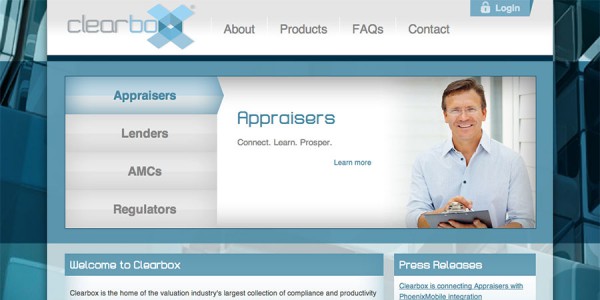 clearbox®
Login
About
Products
FAQs
Contact
Appraisers
Lenders
AMCs
Regulators
Appraisers
Connect. Learn. Prosper.
Learn more
Welcome to Clearbox
Clearbox is the home of the valuation industry's largest collection of compliance and productivity
Press Releases
Clearbox is connecting Appraisers with
PhoenixMobile integration